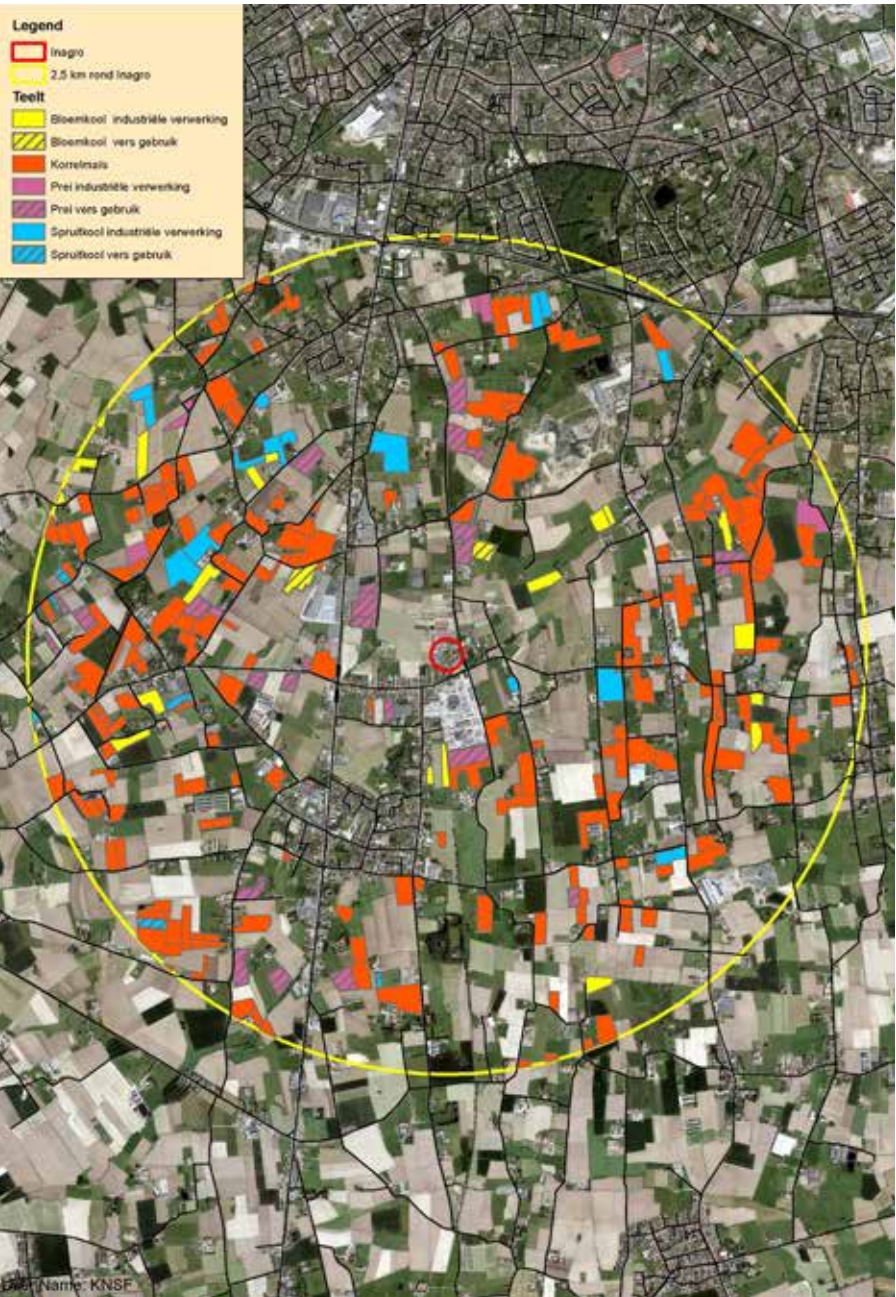 Legend
Inagro
2,5 km rond Inagro
Teelt
Bloemkool industriële verwerking
Bloemkool vers gebruik
Korrelmaïs
Prei industriële verwerking
Prei vers gebruik
Spruitkool industriële verwerking
Spruitkool vers gebruik
Name: KNSF